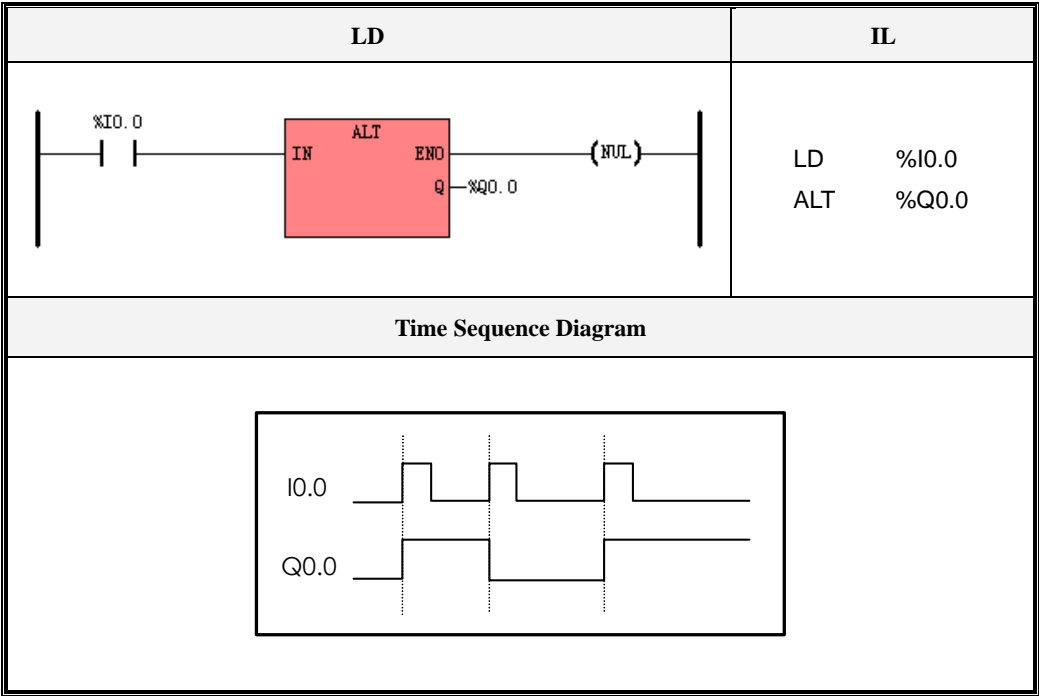 LD
IL
%I0.0
ALT
IN
ENO
(NUL)
Q
%Q0.0
LD %I0.0
ALT %Q0.0
Time Sequence Diagram
I0.0
Q0.0